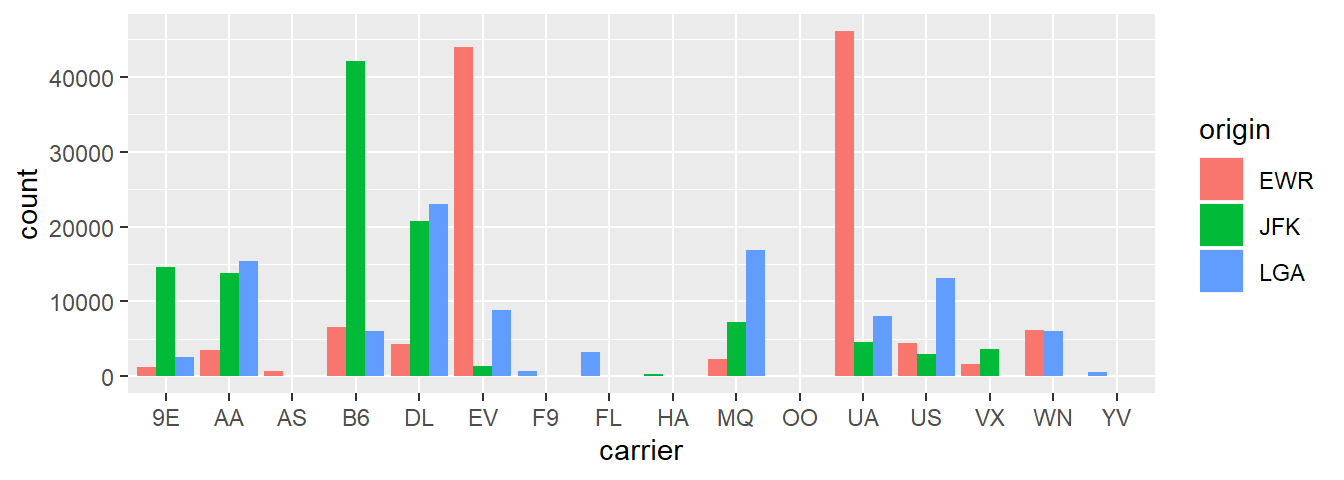 40000
30000
20000
10000
0
count
9E AA AS B6 DL EV F9 FL HA MQ OO UA US VX WN YV
carrier
origin
EWR
JFK
LGA